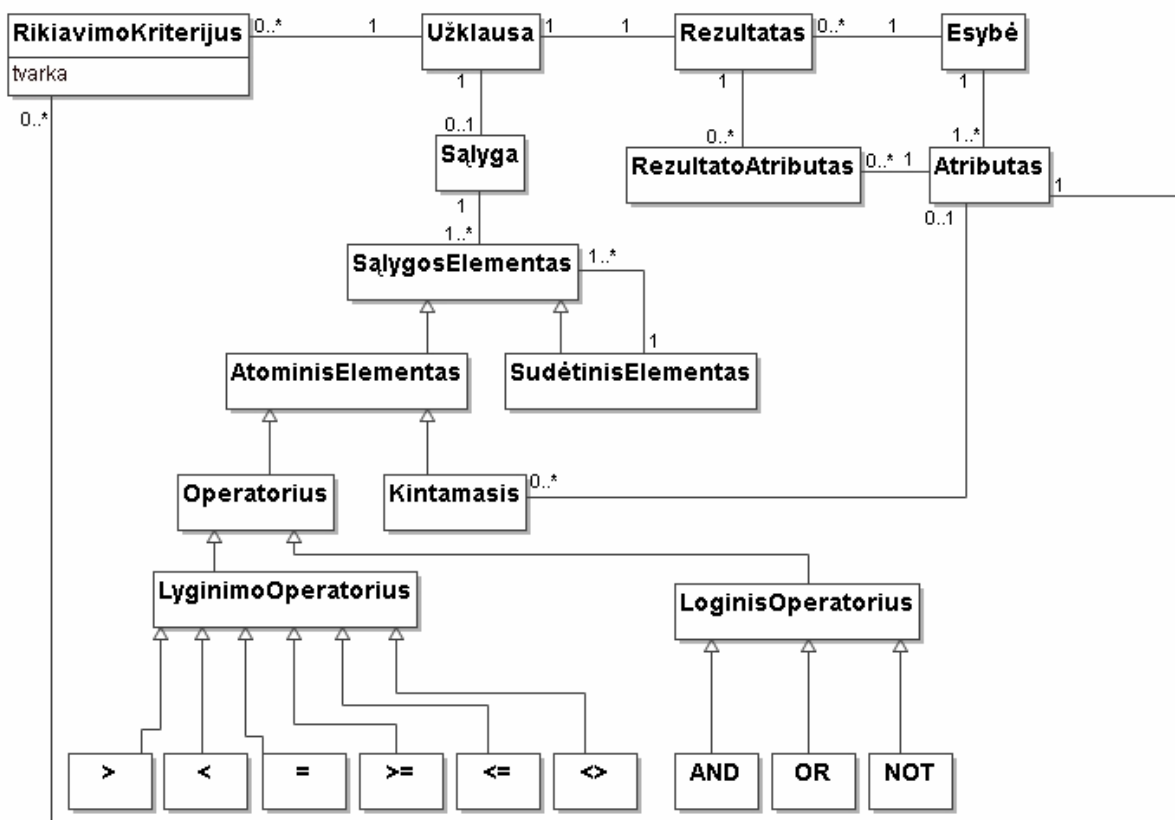 RikiavimoKriterijus
tvarka
0..*
1
Užklausa
1
1
Rezultatas
0..*
1
Esybė
0..*
1
0..1
Sąlyga
1
0..*
1
1..*
RezultatoAtributas
0..*
1
Atributas
1
0..1
1
1..*
SąlygosElementas
1..*
1
AtominisElementas
SudėtinisElementas
Operatorius
Kintamasis
0..*
LyginimoOperatorius
LoginisOperatorius
>
<
=
>=
<=
<>
AND
OR
NOT